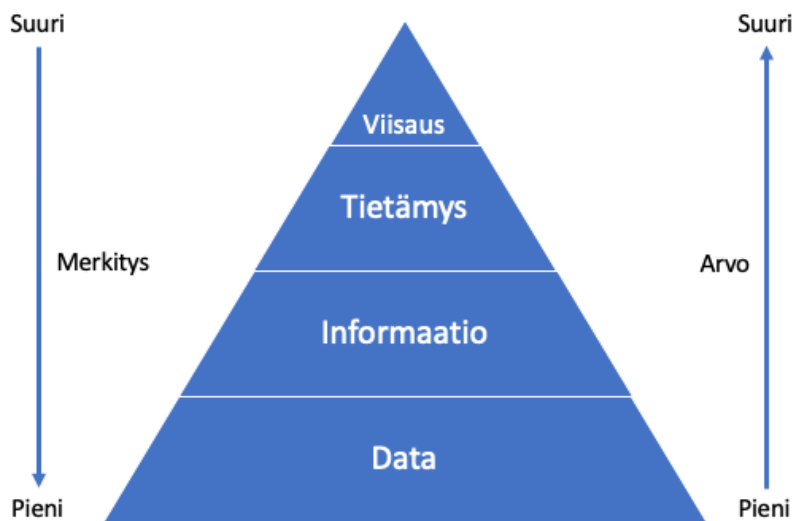 Suuri
Suuri
Viisaus
Tietämys
Merkitys
Arvo
Informaatio
Data
Pieni
Pieni